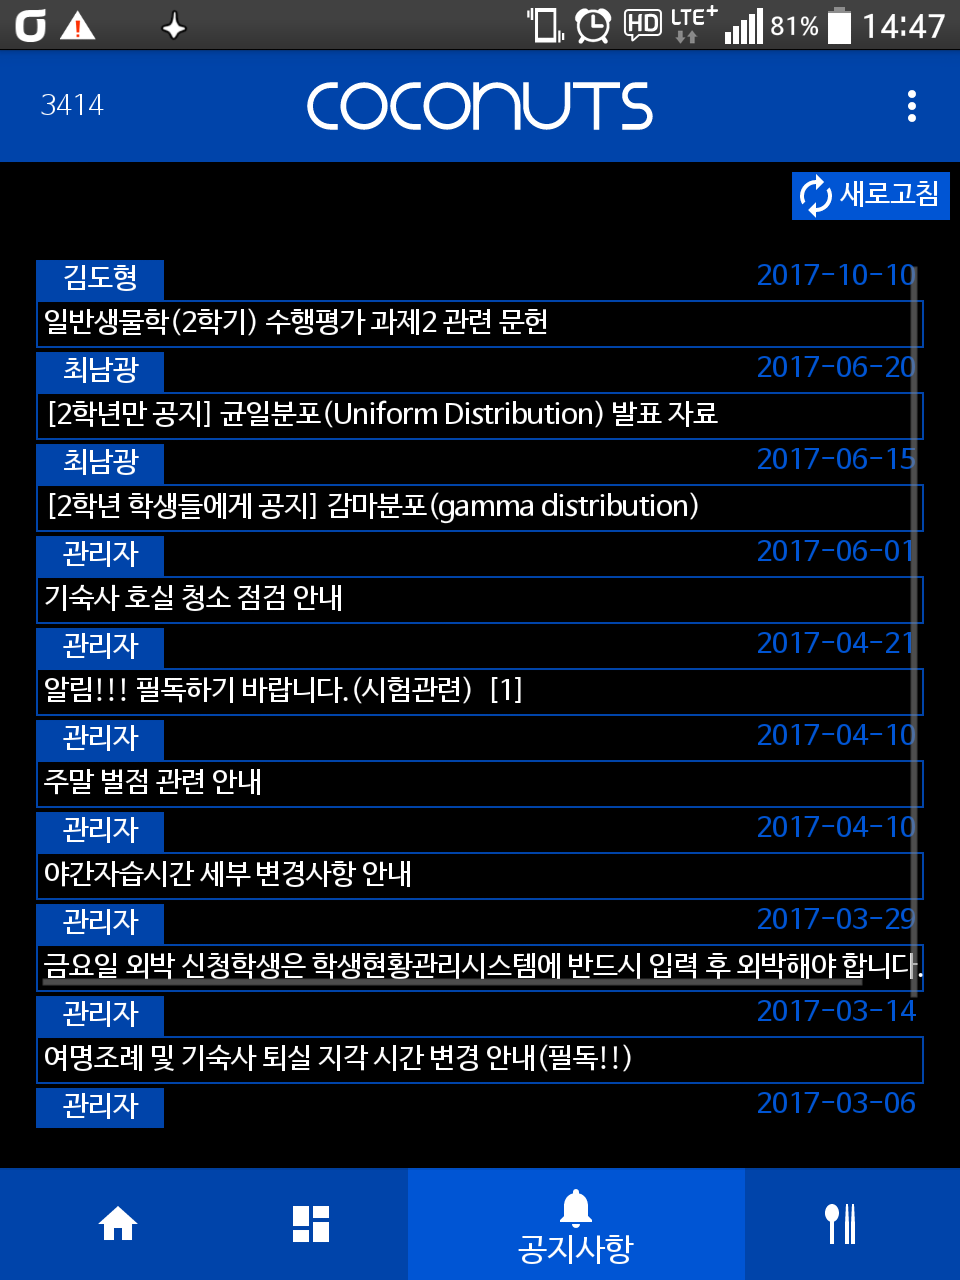 HD LTE+ 81% 14:47
3414 COCONUTS
새로고침
김도형 2017-10-10
일반생물학(2학기) 수행평가 과제2 관련 문헌
최남광 2017-06-20
[2학년만 공지] 균일분포(Uniform Distribution) 발표 자료
최남광 2017-06-15
[2학년 학생들에게 공지] 감마분포(gamma distribution)
관리자 2017-06-01
기숙사 호실 청소 점검 안내
관리자 2017-04-21
알림!!! 필독하기 바랍니다.(시험관련) [1]
관리자 2017-04-10
주말 벌점 관련 안내
관리자 2017-04-10
야간자습시간 세부 변경사항 안내
관리자 2017-03-29
금요일 외박 신청학생은 학생현황관리시스템에 반드시 입력 후 외박해야 합니다.
관리자 2017-03-14
여명조례 및 기숙사 퇴실 지각 시간 변경 안내(필독!!)
관리자 2017-03-06
공지사항